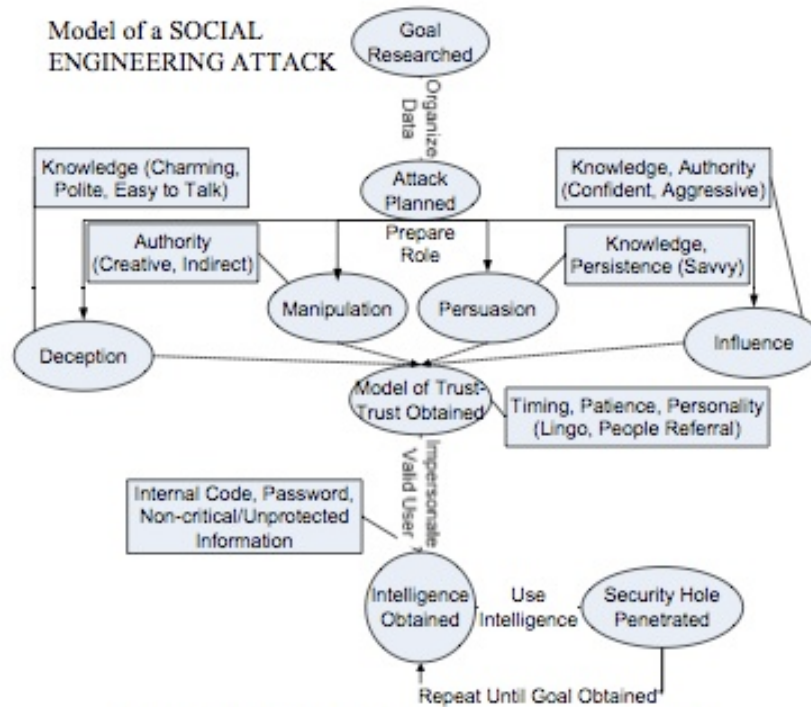 Model of a SOCIAL
ENGINEERING ATTACK
Goal
Researched
Organize
Data
Knowledge (Charming,
Polite, Easy to Talk)
Attack
Planned
Knowledge, Authority
(Confident, Aggressive)
Authority
(Creative, Indirect)
Prepare
Role
Knowledge,
Persistence (Savvy)
Manipulation
Persuasion
Deception
Influence
Model of Trust-
Trust Obtained
Timing, Patience, Personality
(Lingo, People Referral)
Impersonate
Valid User
Internal Code, Password,
Non-critical/Unprotected
Information
Intelligence
Obtained
Use
Intelligence
Security Hole
Penetrated
Repeat Until Goal Obtained